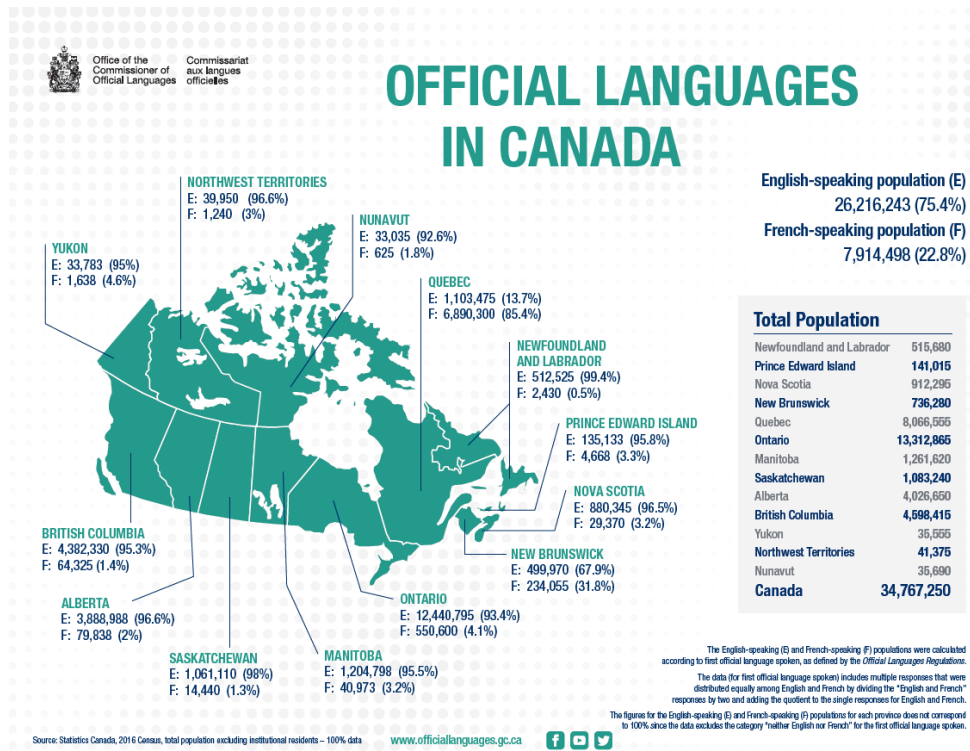 Office of the
Commissioner of
Official Languages
Commissariat
aux langues
officielles
OFFICIAL LANGUAGES
IN CANADA
English-speaking population (E)
26,216,243 (75.4%)
French-speaking population (F)
7,914,498 (22.8%)
NORTHWEST TERRITORIES
E: 39,950 (96.6%)
F: 1,240 (3%)
NUNAVUT
E: 33,035 (92.6%)
F: 625 (1.8%)
YUKON
E: 33,783 (95%)
F: 1,638 (4.6%)
QUEBEC
E: 1,103,475 (13.7%)
F: 6,890,300 (85.4%)
NEWFOUNDLAND
AND LABRADOR
E: 512,525 (99.4%)
F: 2,430 (0.5%)
PRINCE EDWARD ISLAND
E: 135,133 (95.8%)
F: 4,668 (3.3%)
NOVA SCOTIA
E: 880,345 (96.5%)
F: 29,370 (3.2%)
NEW BRUNSWICK
E: 499,970 (67.9%)
F: 234,055 (31.8%)
BRITISH COLUMBIA
E: 4,382,330 (95.3%)
F: 64,325 (1.4%)
ALBERTA
E: 3,888,988 (96.6%)
F: 79,838 (2%)
ONTARIO
E: 12,440,795 (93.4%)
F: 550,600 (4.1%)
SASKATCHEWAN
E: 1,061,110 (98%)
F: 14,440 (1.3%)
MANITOBA
E: 1,204,798 (95.5%)
F: 40,973 (3.2%)
Total Population
Newfoundland and Labrador 515,680
Prince Edward Island 141,015
Nova Scotia 912,295
New Brunswick 736,280
Quebec 8,066,555
Ontario 13,312,865
Manitoba 1,261,620
Saskatchewan 1,083,240
Alberta 4,026,650
British Columbia 4,598,415
Yukon 35,555
Northwest Territories 41,375
Nunavut 35,690
Canada 34,767,250
The English-speaking (E) and French-speaking (F) populations were calculated
according to first official language spoken, as defined by the Official Languages Regulations.
The data (for first official language spoken) includes multiple responses that were
distributed equally among English and French by dividing the "English and French"
responses by two and adding the quotient to the single responses for English and French.
The figures for the English-speaking (E) and French-speaking (F) populations for each province does not correspond
to 100% since the data excludes the category "neither English nor French" for the first official language spoken.
Source: Statistics Canada, 2016 Census, total population excluding institutional residents – 100% data
www.officiallanguages.gc.ca